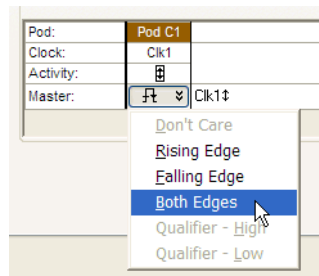 Pod: Pod C1
Clock: Clk1
Activity:
Master: Clk1↕
Don't Care
Rising Edge
Falling Edge
Both Edges
Qualifier - High
Qualifier - Low